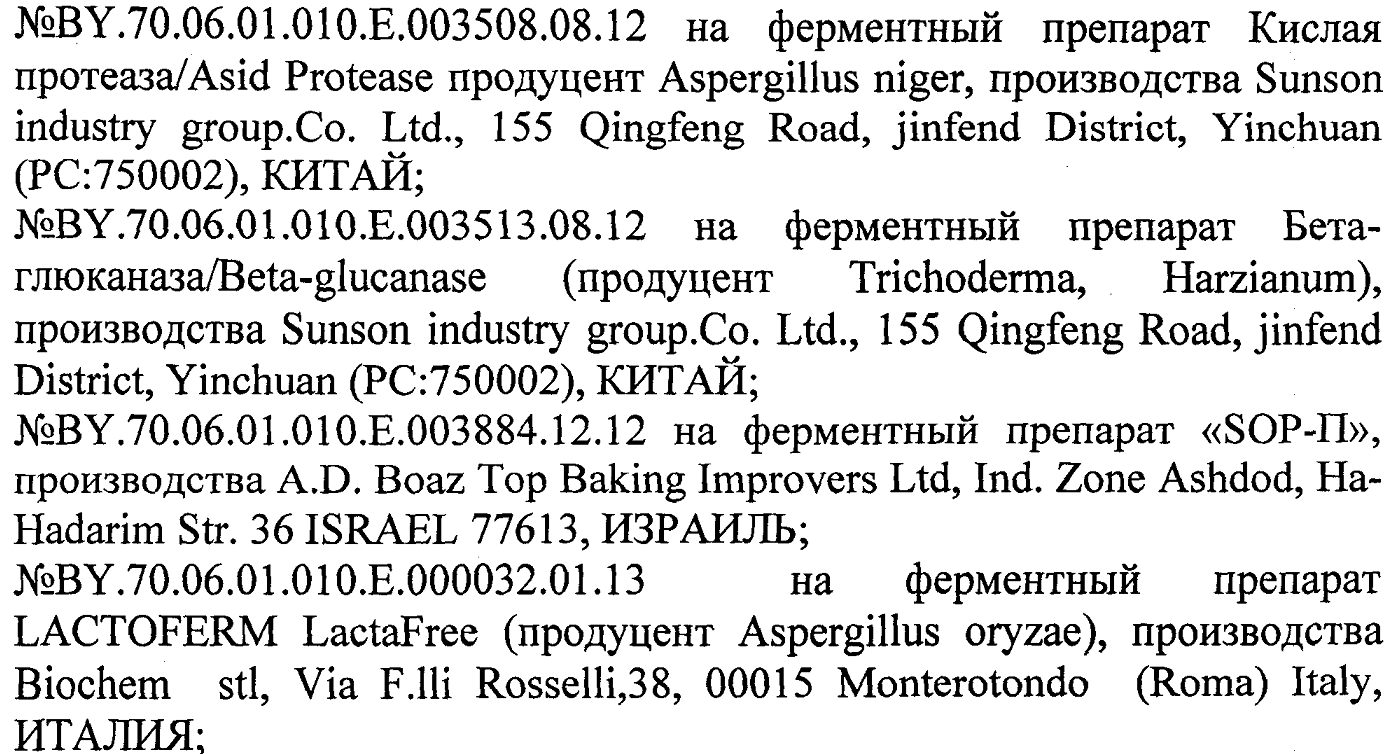 №BY.70.06.01.010.E.003508.08.12 на ферментный препарат Кислая
протеаза/Asid Protease продуцент Aspergillus niger, производства Sunson
industry group.Co. Ltd., 155 Qingfeng Road, jinfend District, Yinchuan
(PC:750002), КИТАЙ;
№BY.70.06.01.010.E.003513.08.12 на ферментный препарат Бета-
глюканаза/Beta-glucanase (продуцент Trichoderma, Harzianum),
производства Sunson industry group.Co. Ltd., 155 Qingfeng Road, jinfend
District, Yinchuan (PC:750002), КИТАЙ;
№BY.70.06.01.010.E.003884.12.12 на ферментный препарат «SOP-П»,
производства A.D. Boaz Top Baking Improvers Ltd, Ind. Zone Ashdod, Ha-
Hadarim Str. 36 ISRAEL 77613, ИЗРАИЛЬ;
№BY.70.06.01.010.E.000032.01.13 на ферментный препарат
LACTOFERM LactaFree (продуцент Aspergillus oryzae), производства
Biochem stl, Via F.lli Rosselli,38, 00015 Monterotondo (Roma) Italy,
ИТАЛИЯ;